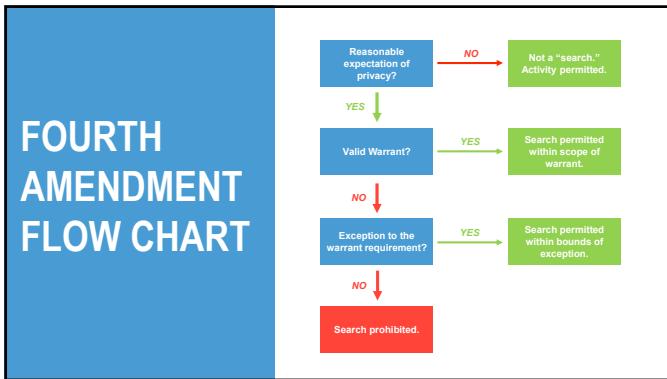 FOURTH
AMENDMENT
FLOW CHART
Reasonable
expectation of
privacy?
NO
Not a “search.”
Activity permitted.
YES
Valid Warrant?
YES
Search permitted
within scope of
warrant.
NO
Exception to the
warrant requirement?
YES
Search permitted
within bounds of
exception.
NO
Search prohibited.